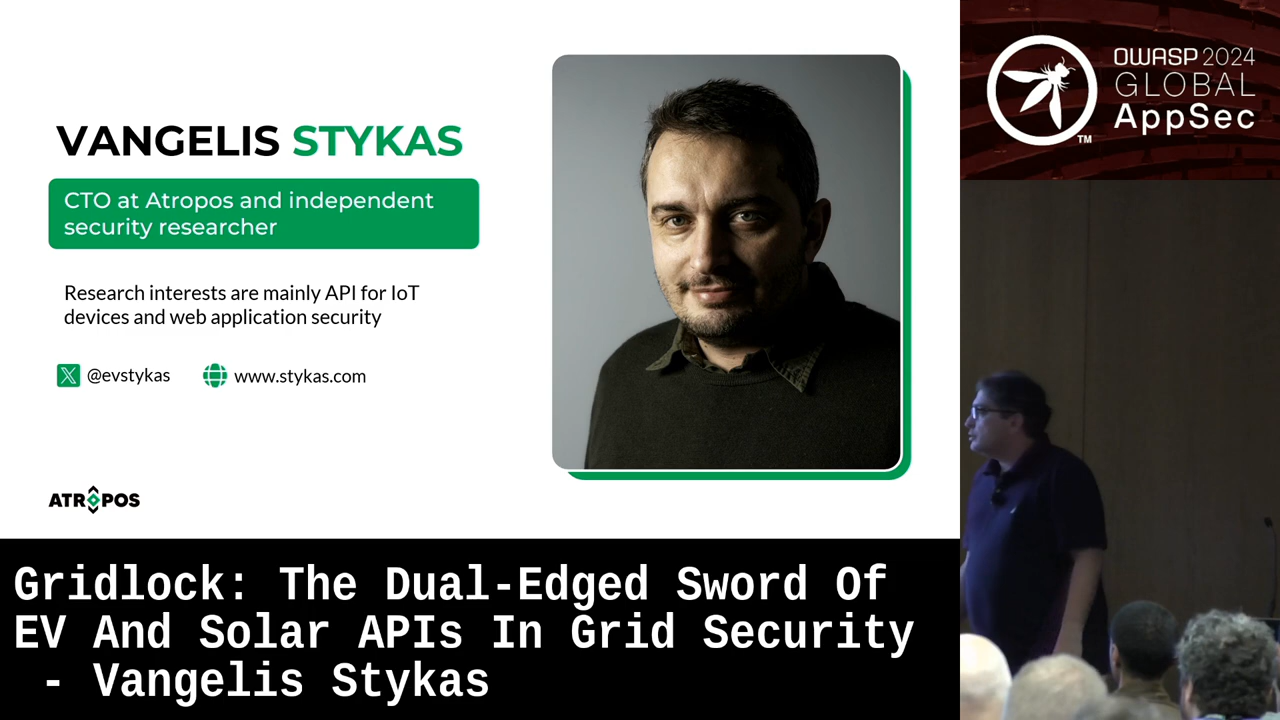 VANGELIS STYKAS
CTO at Atropos and independent
security researcher
Research interests are mainly API for IoT
devices and web application security
@evstykas
www.stykas.com
ATROPOS
OWASP 2024
GLOBAL
AppSec
TM
Gridlock: The Dual-Edged Sword Of
EV And Solar APIs In Grid Security
- Vangelis Stykas